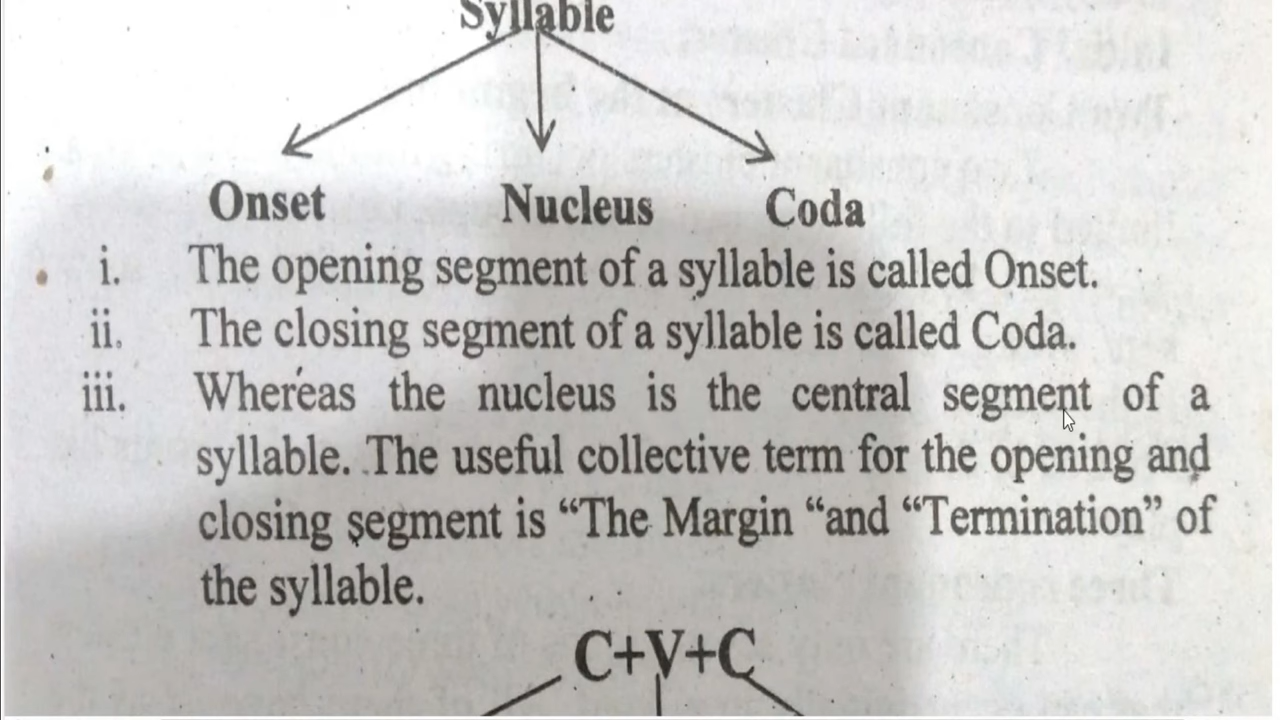 Syllable
Onset Nucleus Coda
i. The opening segment of a syllable is called Onset.
ii. The closing segment of a syllable is called Coda.
iii. Whereas the nucleus is the central segment of a
syllable. The useful collective term for the opening and
closing segment is “The Margin “and “Termination” of
the syllable.
C+V+C